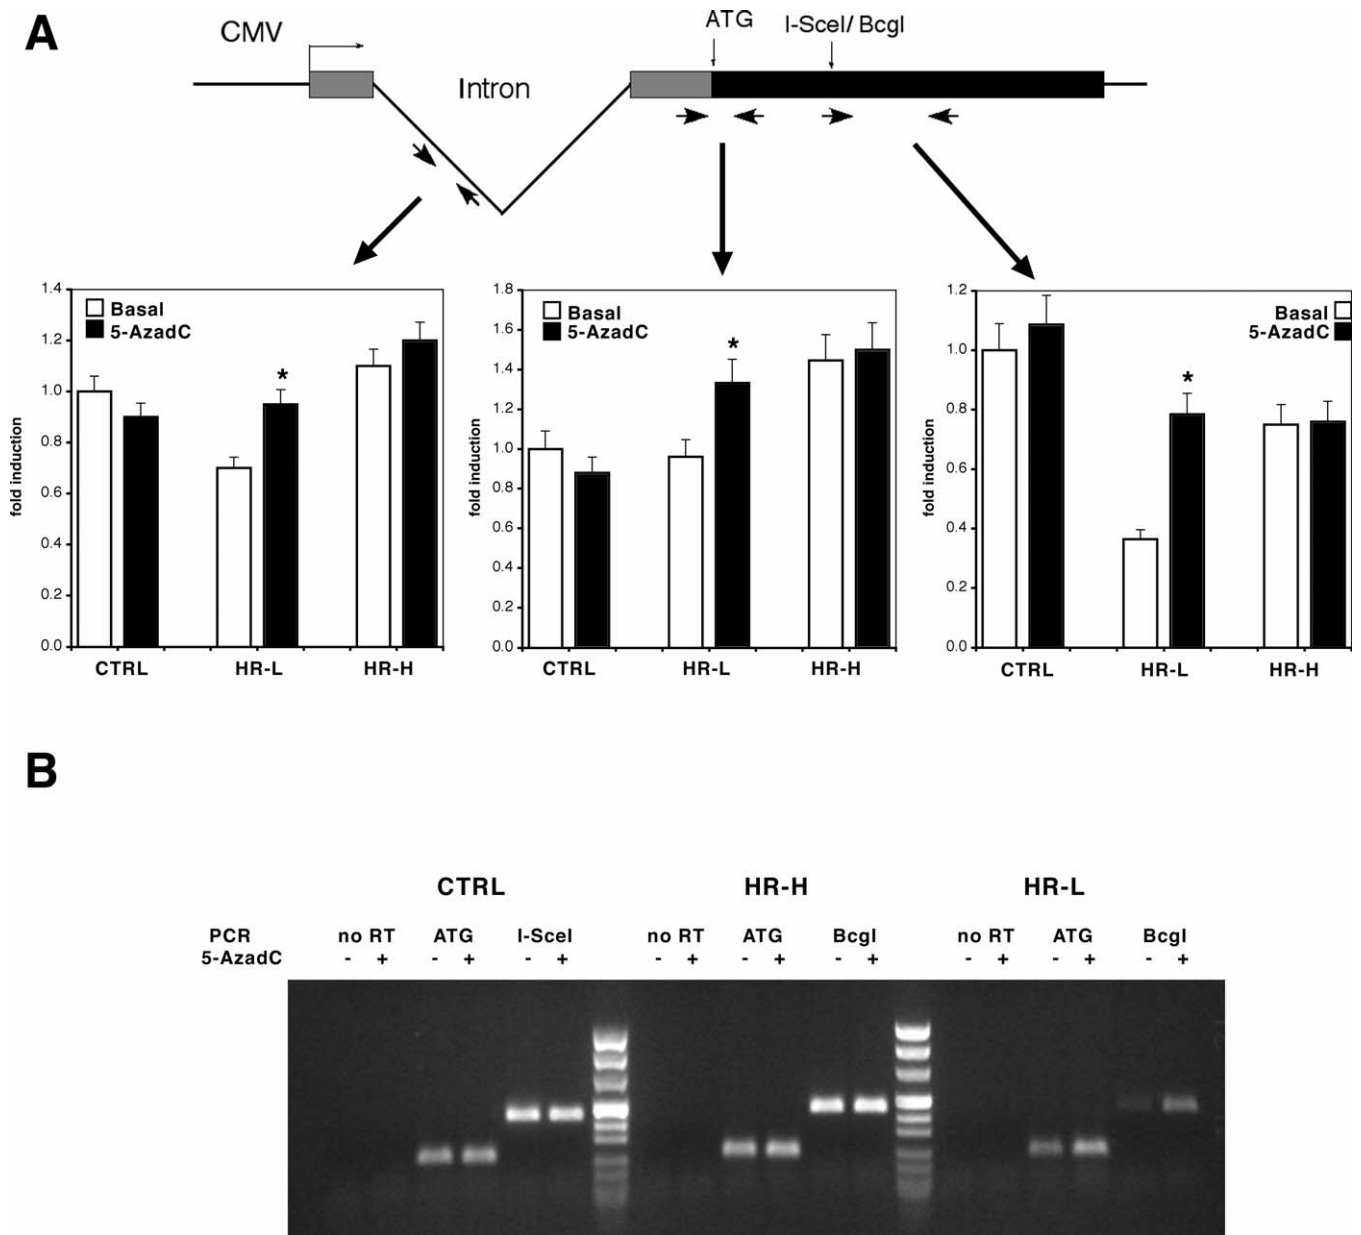 A
CMV
ATG
I-SceI/ BcgI
Intron
1.4
1.2
1.0
0.8
0.6
0.4
0.2
0.0
fold induction
Basal
5-AzadC
*
CTRL HR-L HR-H
1.8
1.6
1.4
1.2
1.0
0.8
0.6
0.4
0.2
0.0
fold induction
Basal
5-AzadC
*
CTRL HR-L HR-H
1.2
1.0
0.8
0.6
0.4
0.2
0.0
fold induction
Basal
5-AzadC
*
CTRL HR-L HR-H
B
CTRL HR-H HR-L
PCR no RT ATG I-SceI no RT ATG BcgI no RT ATG BcgI
5-AzadC - + - + - + - + - + - + - + - + - +